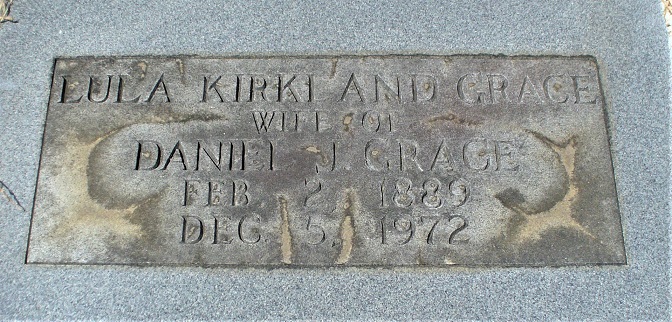 LULA KIRKLAND GRACE
WIFE OF
DANIEL J. GRACE
FEB. 2, 1889
DEC. 5, 1972